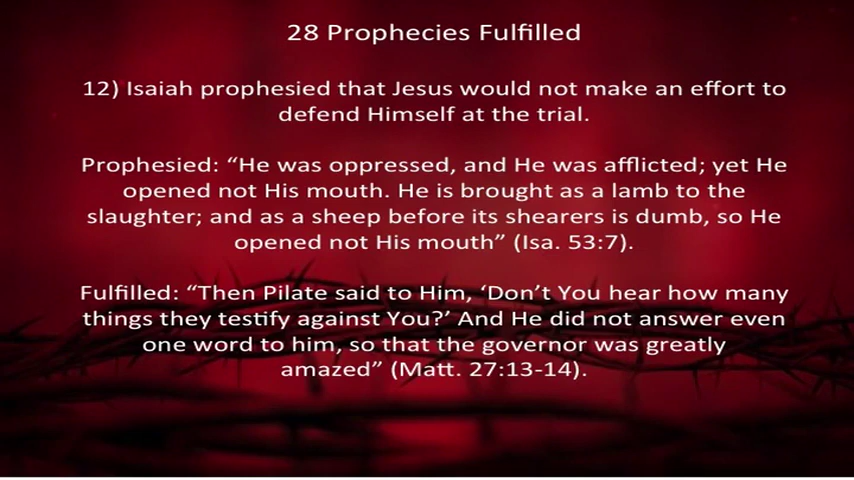 28 Prophecies Fulfilled
12) Isaiah prophesied that Jesus would not make an effort to
defend Himself at the trial.
Prophesied: “He was oppressed, and He was afflicted; yet He
opened not His mouth. He is brought as a lamb to the
slaughter; and as a sheep before its shearers is dumb, so He
opened not His mouth” (Isa. 53:7).
Fulfilled: “Then Pilate said to Him, ‘Don’t You hear how many
things they testify against You?’ And He did not answer even
one word to him, so that the governor was greatly
amazed” (Matt. 27:13-14).